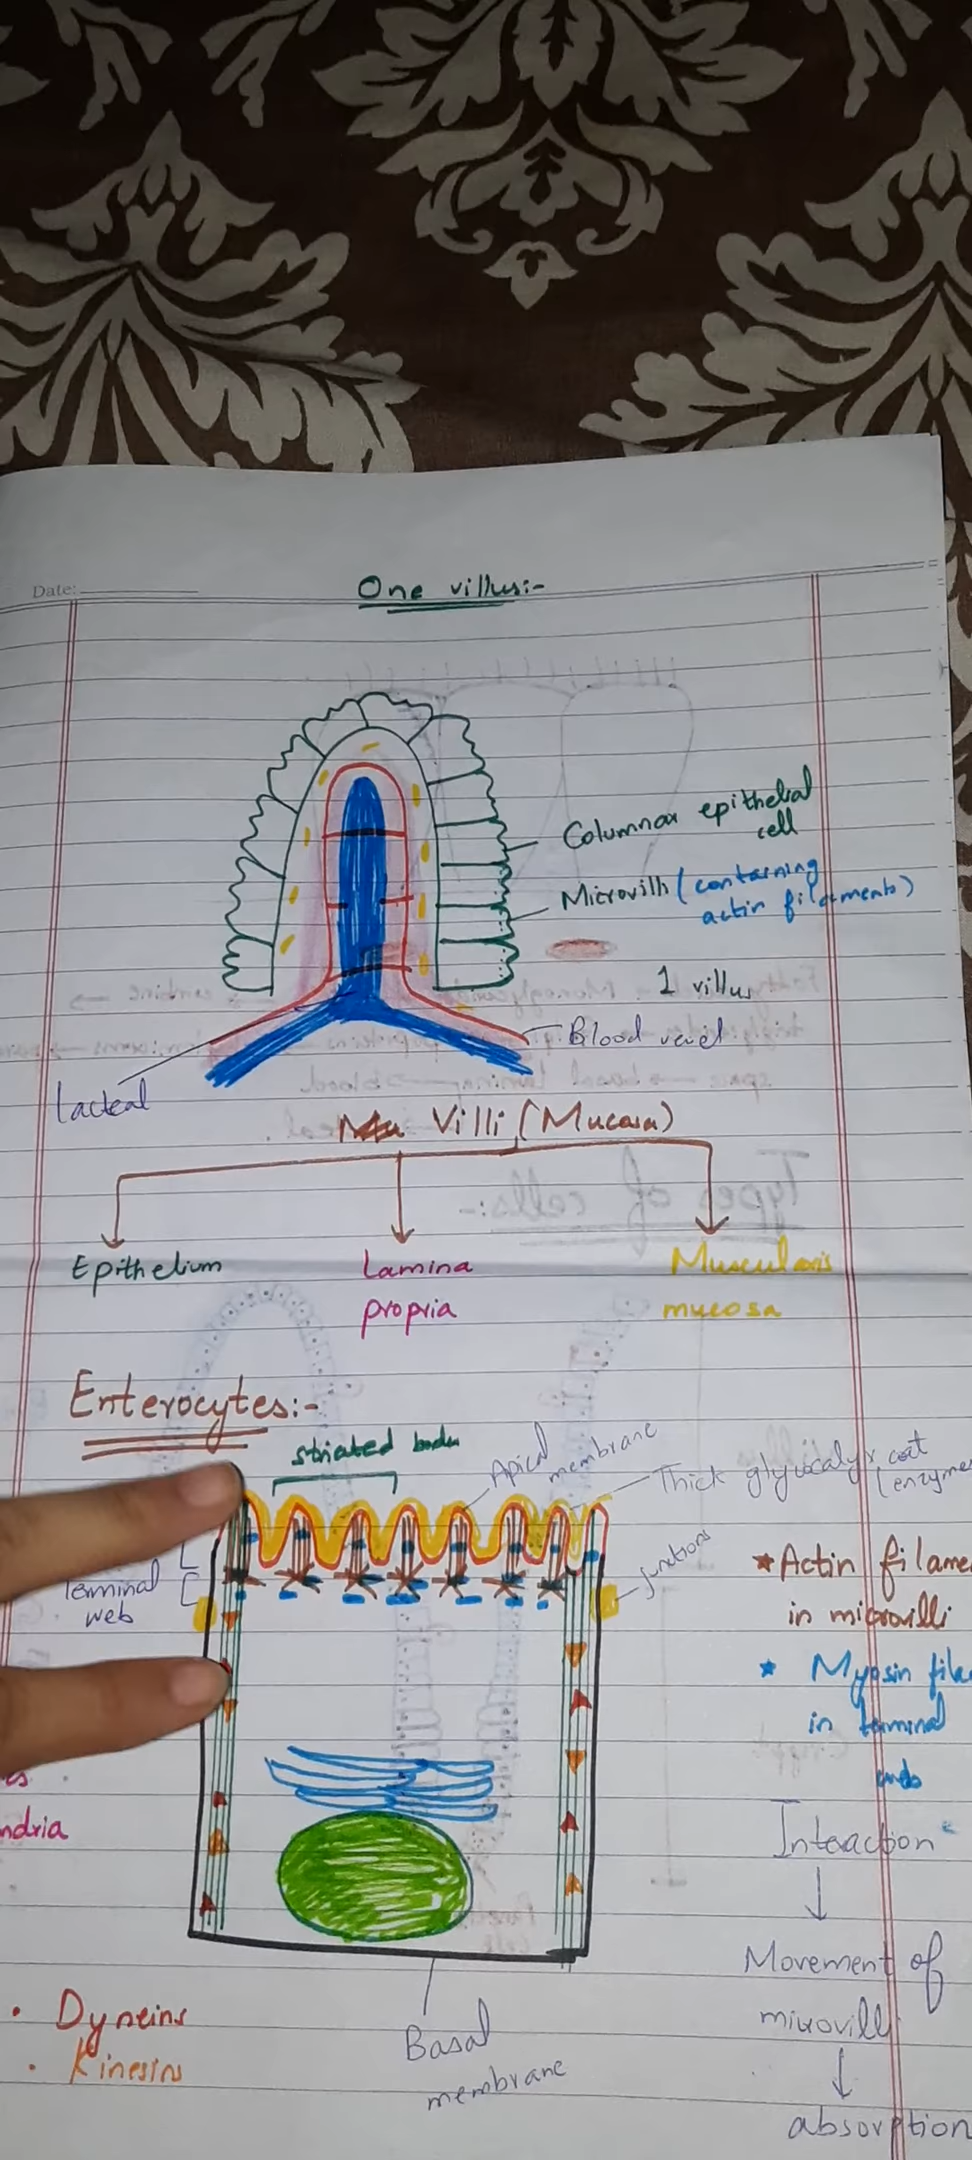 Date:
One villus:-
Columnar epithelial
cell
Microvilli (containing
actin filaments)
1 villus
Blood vessel
Lacteal
Villi (Mucosa)
Epithelium
Lamina
propria
Muscularis
mucosa
Enterocytes:-
striated border
Apical
membrane
Thick glycocalyx coat
(enzyme
junctions
Terminal
web
*Actin filame
in microvilli
* Myosin fila
in terminal
ends
Interaction
ndria
Movement of
microvilli
absorption
• Dyneins
• Kinesins
Basal
membrane